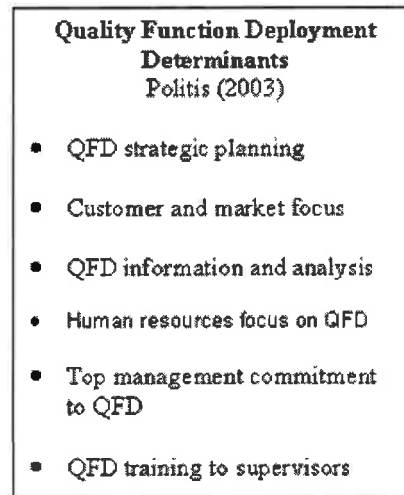 Quality Function Deployment
Determinants
Politis (2003)
• QFD strategic planning
• Customer and market focus
• QFD information and analysis
• Human resources focus on QFD
• Top management commitment
to QFD
• QFD training to supervisors